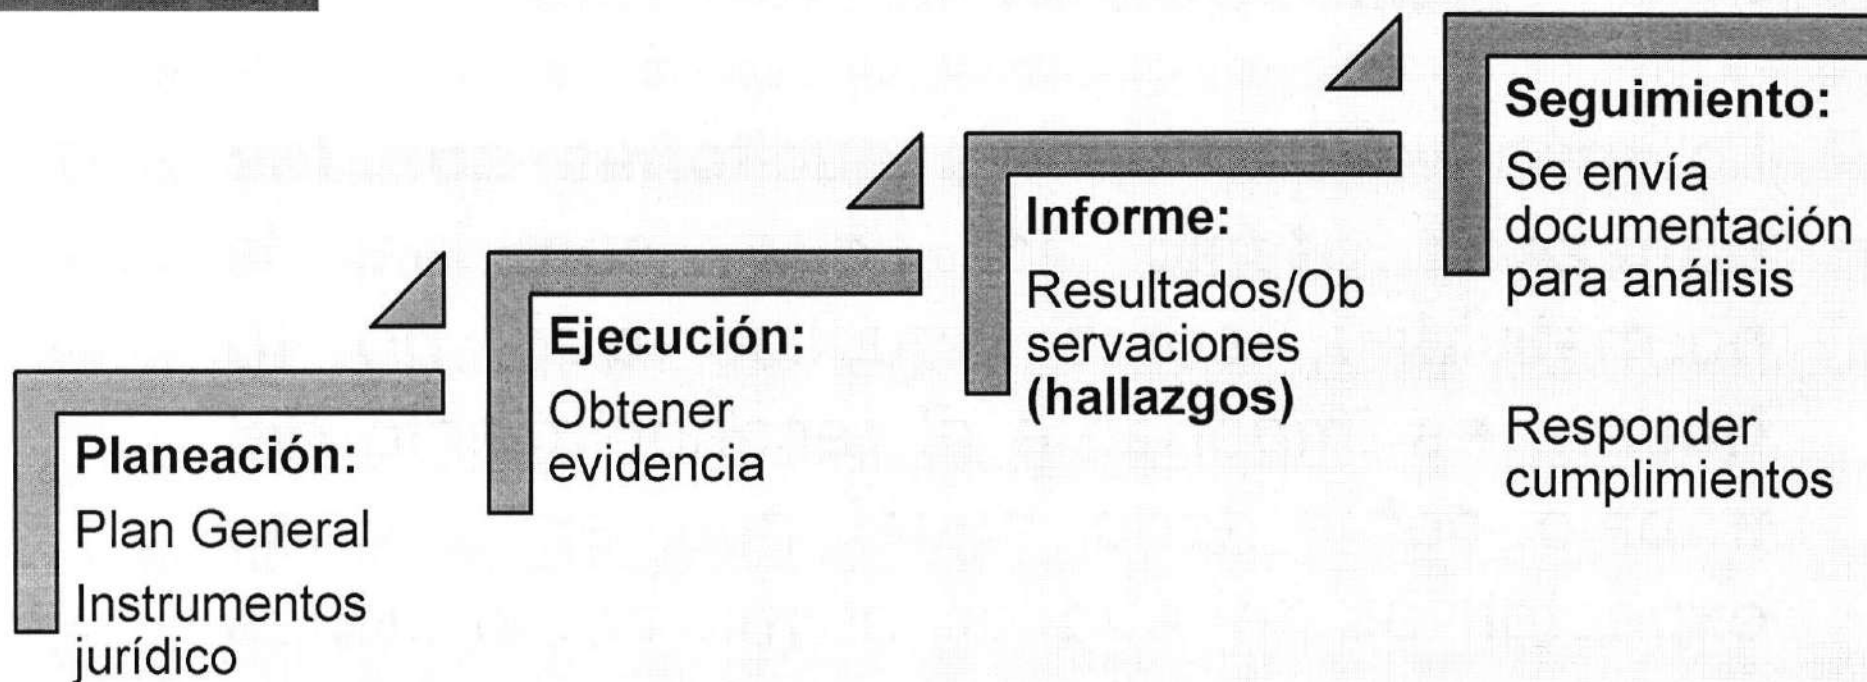 Planeación:
Plan General
Instrumentos
jurídico
Ejecución:
Obtener
evidencia
Informe:
Resultados/Ob
servaciones
(hallazgos)
Seguimiento:
Se envía
documentación
para análisis
Responder
cumplimientos